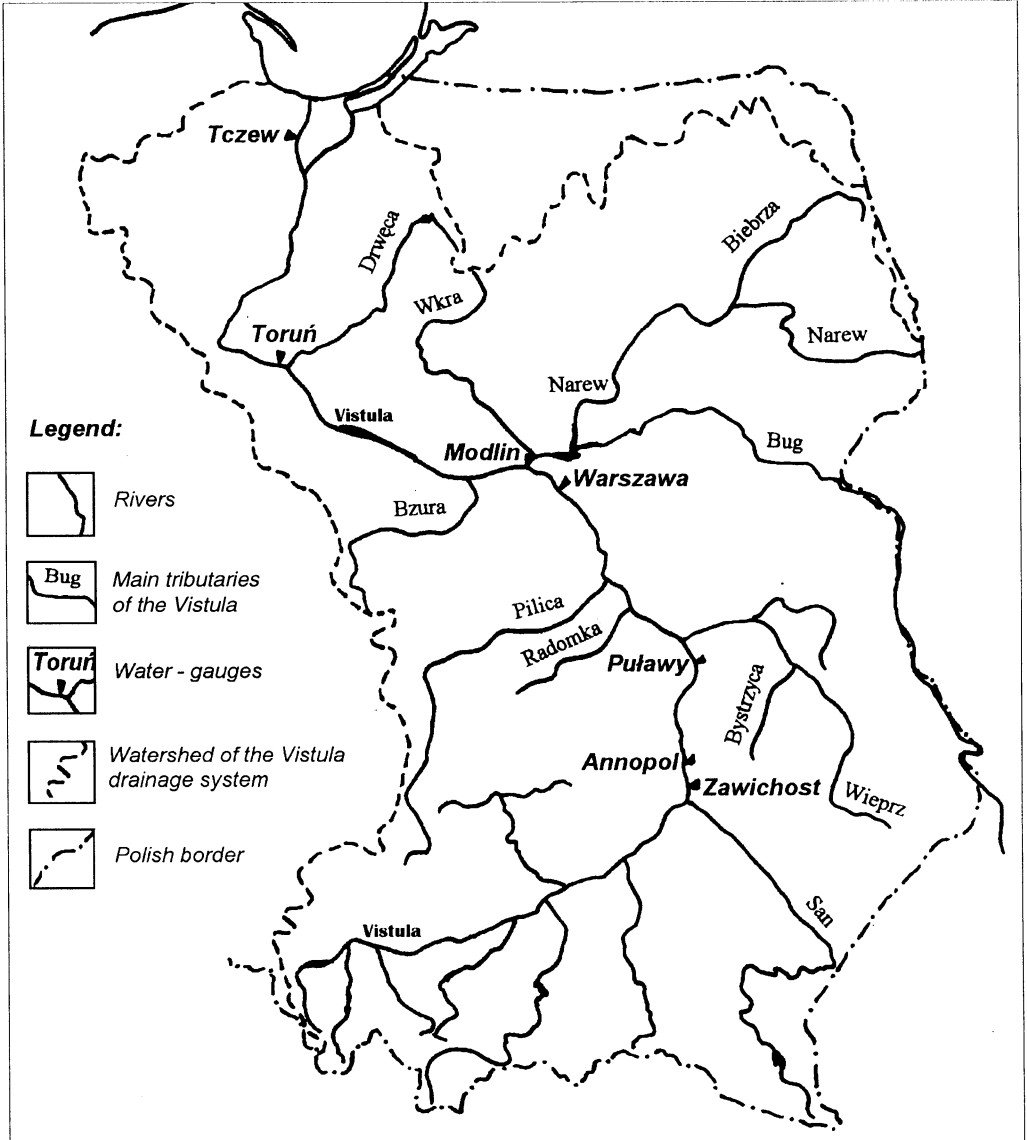 Tczew
Drwęca
Biebrza
Wkra
Toruń
Narew
Narew
Vistula
Legend:
Modlin
Bug
Warszawa
Bzura
Rivers
Bug
Main tributaries
of the Vistula
Pilica
Radomka
Toruń
Water - gauges
Puławy
Bystrzyca
Watershed of the Vistula
drainage system
Annopol
Zawichost
Wieprz
Polish border
San
Vistula